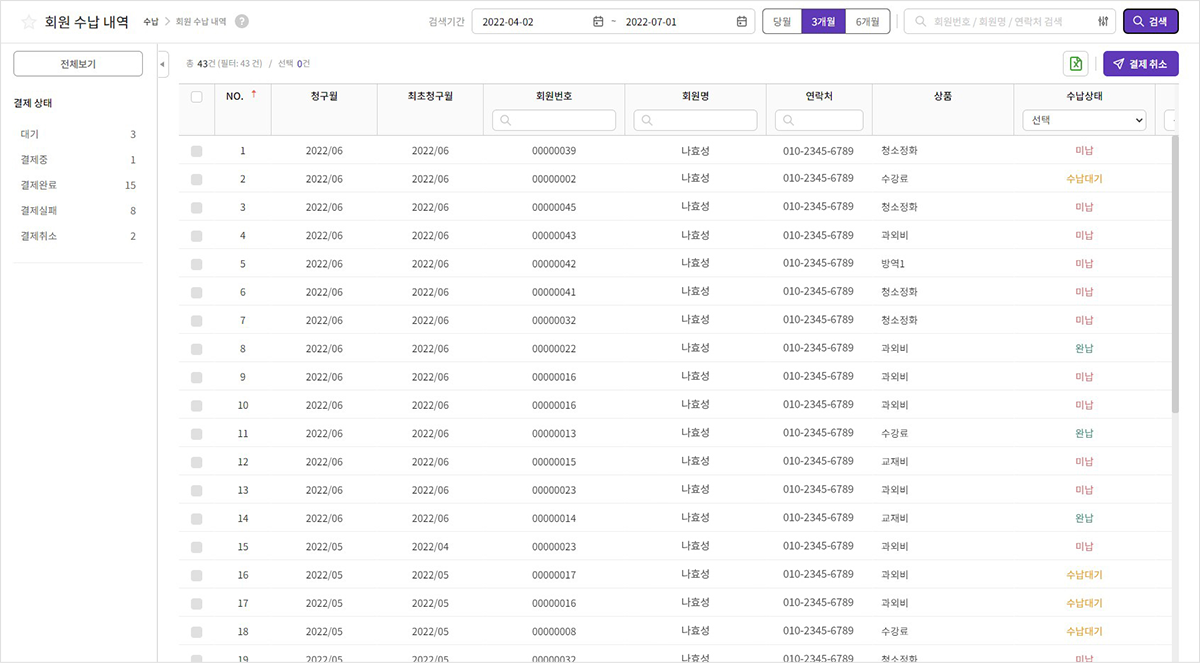 회원 수납 내역 수납 > 회원 수납 내역 ?
검색기간 2022-04-02 ~ 2022-07-01 당월 3개월 6개월 회원번호 / 회원명 / 연락처 검색 검색
전체보기
결제 상태
대기 3
결제중 1
결제완료 15
결제실패 8
결제취소 2
총 43건 (필터: 43 건) / 선택 0건 결제 취소
NO. ↑ 청구월 최초청구월 회원번호 회원명 연락처 상품 수납상태
선택
1 2022/06 2022/06 00000039 나효성 010-2345-6789 청소정화 미납
2 2022/06 2022/06 00000002 나효성 010-2345-6789 수강료 수납대기
3 2022/06 2022/06 00000045 나효성 010-2345-6789 청소정화 미납
4 2022/06 2022/06 00000043 나효성 010-2345-6789 과외비 미납
5 2022/06 2022/06 00000042 나효성 010-2345-6789 방역1 미납
6 2022/06 2022/06 00000041 나효성 010-2345-6789 청소정화 미납
7 2022/06 2022/06 00000032 나효성 010-2345-6789 청소정화 미납
8 2022/06 2022/06 00000022 나효성 010-2345-6789 과외비 완납
9 2022/06 2022/06 00000016 나효성 010-2345-6789 과외비 미납
10 2022/06 2022/06 00000016 나효성 010-2345-6789 과외비 미납
11 2022/06 2022/06 00000013 나효성 010-2345-6789 수강료 완납
12 2022/06 2022/06 00000015 나효성 010-2345-6789 교재비 미납
13 2022/06 2022/06 00000023 나효성 010-2345-6789 과외비 미납
14 2022/06 2022/06 00000014 나효성 010-2345-6789 교재비 완납
15 2022/05 2022/04 00000023 나효성 010-2345-6789 과외비 미납
16 2022/05 2022/05 00000017 나효성 010-2345-6789 과외비 수납대기
17 2022/05 2022/05 00000016 나효성 010-2345-6789 과외비 수납대기
18 2022/05 2022/05 00000008 나효성 010-2345-6789 수강료 수납대기
19 2022/05 2022/05 00000032 나효성 010-2345-6789 청소정화 미납